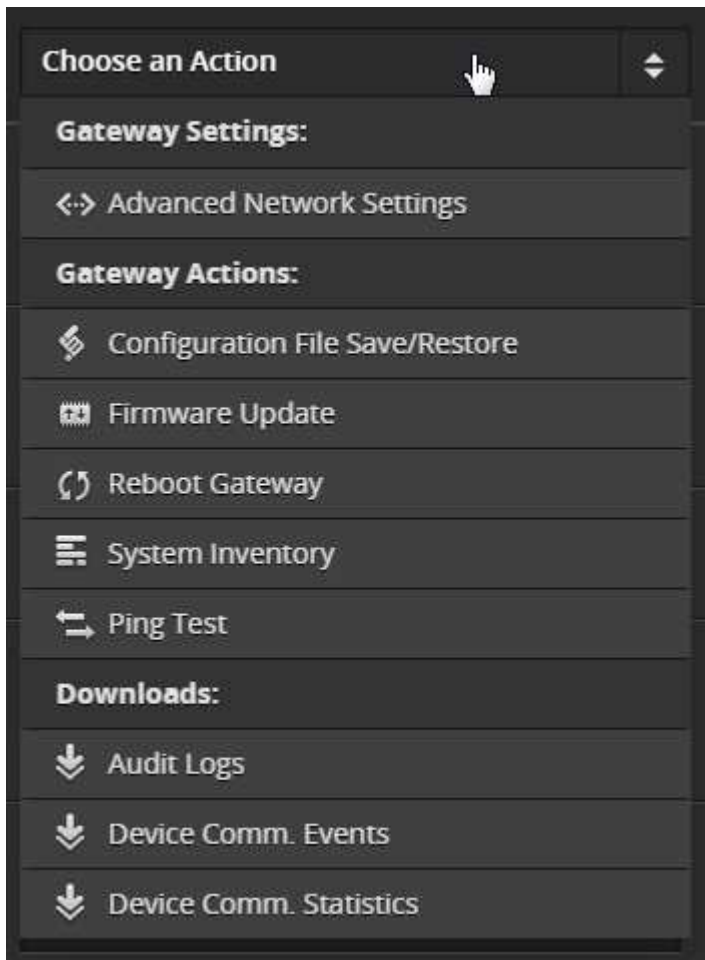 Choose an Action
Gateway Settings:
Advanced Network Settings
Gateway Actions:
Configuration File Save/Restore
Firmware Update
Reboot Gateway
System Inventory
Ping Test
Downloads:
Audit Logs
Device Comm. Events
Device Comm. Statistics